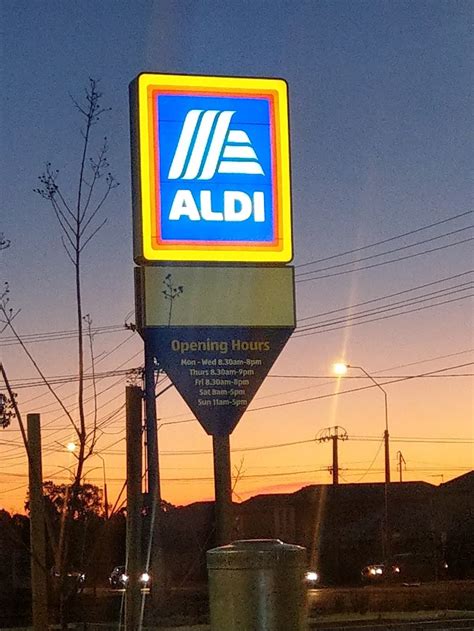 ALDI
Opening Hours
Mon - Wed 8.30am-8pm
Thurs 8.30am-9pm
Fri 8.30am-8pm
Sat 8am-5pm
Sun 11am-5pm